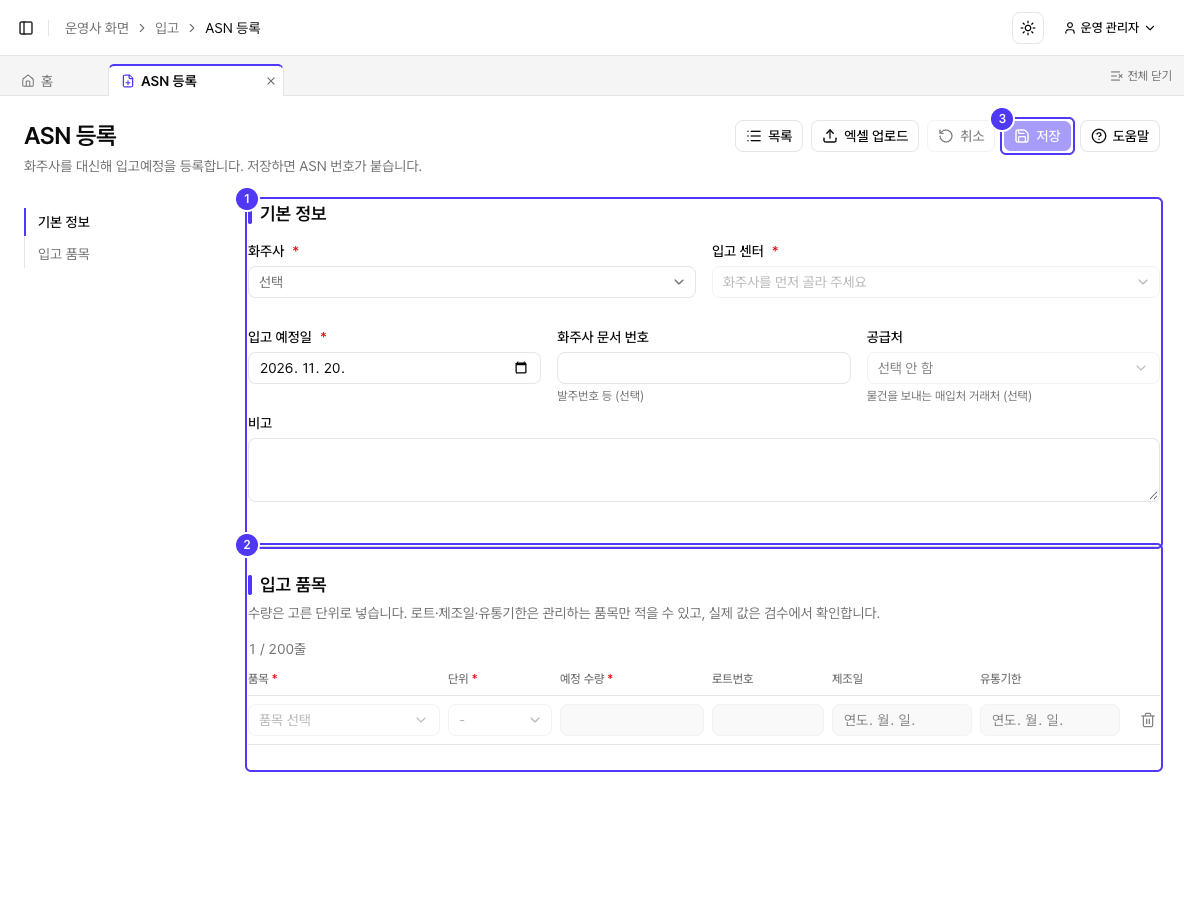 운영사 화면 > 입고 > ASN 등록
운영 관리자
홈
ASN 등록
전체 닫기
ASN 등록
화주사를 대신해 입고예정을 등록합니다. 저장하면 ASN 번호가 붙습니다.
목록
엑셀 업로드
취소
3
저장
도움말
기본 정보
입고 품목
1
기본 정보
화주사 *
입고 센터 *
선택
화주사를 먼저 골라 주세요
입고 예정일 *
화주사 문서 번호
공급처
2026. 11. 20.
선택 안 함
발주번호 등 (선택)
물건을 보내는 매입처 거래처 (선택)
비고
2
입고 품목
수량은 고른 단위로 넣습니다. 로트·제조일·유통기한은 관리하는 품목만 적을 수 있고, 실제 값은 검수에서 확인합니다.
1 / 200줄
품목 * 단위 * 예정 수량 * 로트번호 제조일 유통기한
품목 선택 - 연도. 월. 일. 연도. 월. 일.